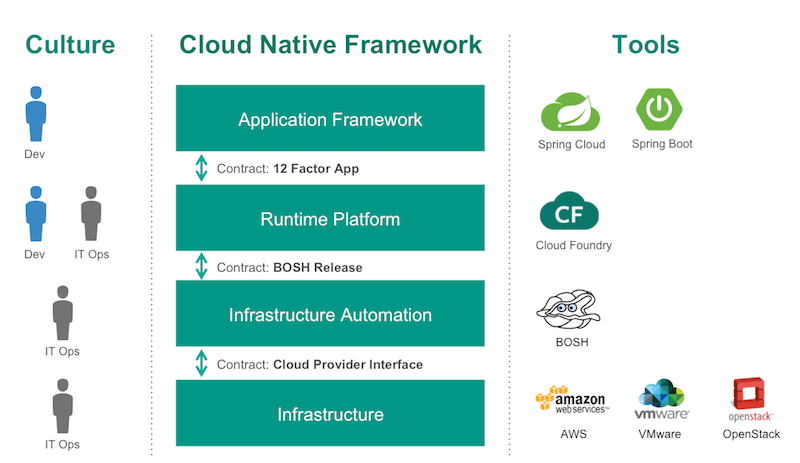 Culture
Cloud Native Framework
Tools
Dev
Application Framework
Spring Cloud
Spring Boot
Contract: 12 Factor App
Dev
IT Ops
Runtime Platform
CF
Cloud Foundry
Contract: BOSH Release
IT Ops
Infrastructure Automation
BOSH
Contract: Cloud Provider Interface
IT Ops
Infrastructure
amazon
webservices™
AWS
vmware
VMware
openstack
OpenStack